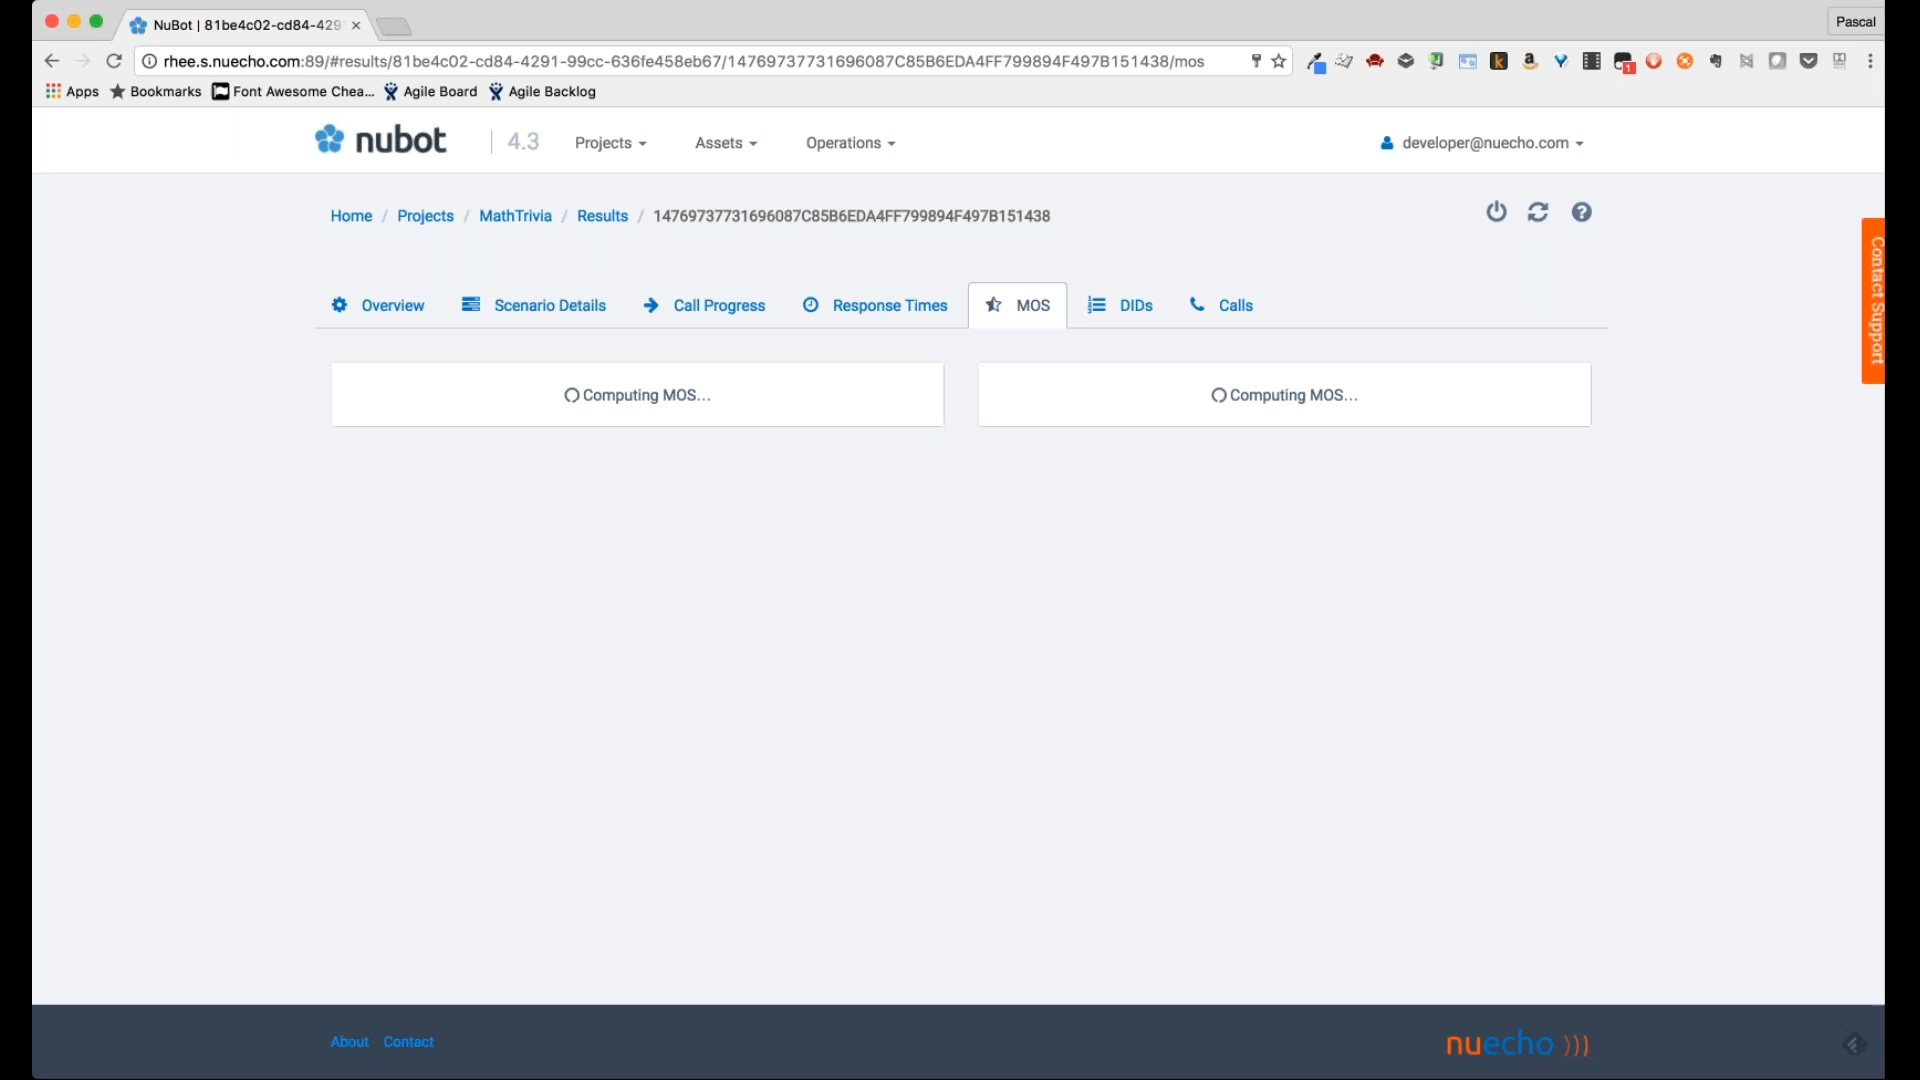 NuBot | 81be4c02-cd84-429
Pascal
rhee.s.nuecho.com:89/#results/81be4c02-cd84-4291-99cc-636fe458eb67/14769737731696087C85B6EDA4FF799894F497B151438/mos
Apps Bookmarks Font Awesome Chea... Agile Board Agile Backlog
nubot 4.3 Projects Assets Operations developer@nuecho.com
Home / Projects / MathTrivia / Results / 14769737731696087C85B6EDA4FF799894F497B151438
Contact Support
Overview Scenario Details Call Progress Response Times MOS DIDs Calls
Computing MOS... Computing MOS...
About Contact
nuecho )))